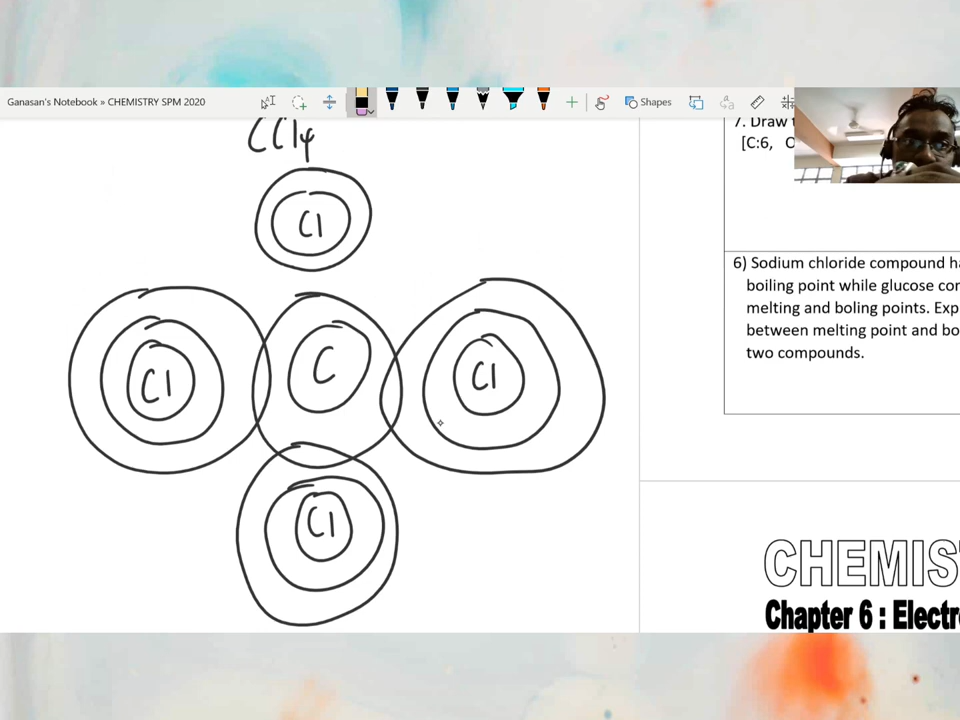 Ganasan's Notebook » CHEMISTRY SPM 2020
Shapes
CCl4
Cl
Cl
C
Cl
Cl
7. Draw
[C:6, O
6) Sodium chloride compound ha
boiling point while glucose co
melting and boling points. Exp
between melting point and bo
two compounds.
CHEMIS
Chapter 6 : Electro